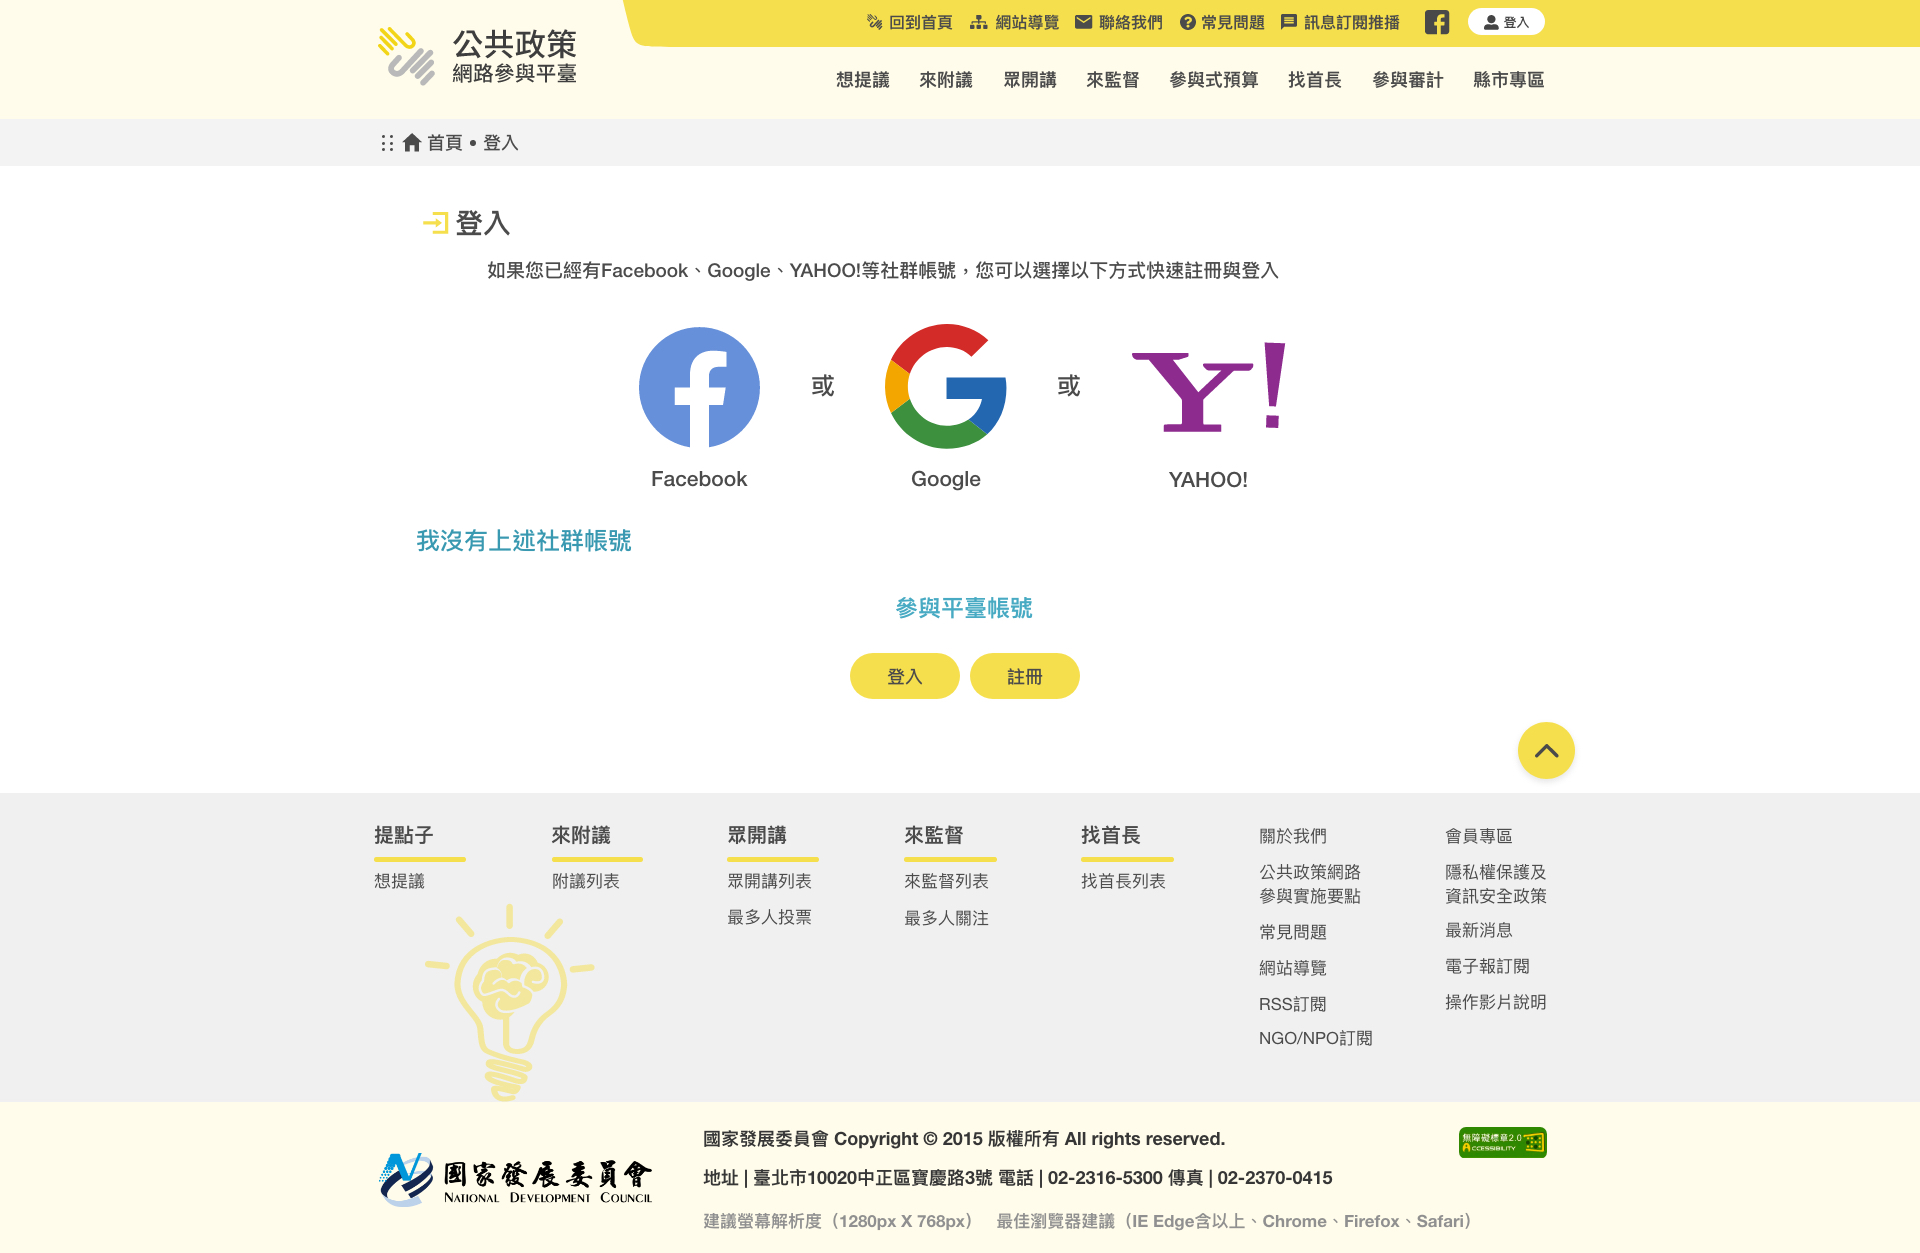 公共政策
網路參與平臺
回到首頁 網站導覽 聯絡我們 常見問題 訊息訂閱推播 登入
想提議 來附議 眾開講 來監督 參與式預算 找首長 參與審計 縣市專區
首頁 • 登入
登入
如果您已經有Facebook、Google、YAHOO!等社群帳號，您可以選擇以下方式快速註冊與登入
或 或
Facebook Google YAHOO!
我沒有上述社群帳號
參與平臺帳號
登入 註冊
提點子
想提議
來附議
附議列表
眾開講
眾開講列表
最多人投票
來監督
來監督列表
最多人關注
找首長
找首長列表
關於我們
公共政策網路
參與實施要點
常見問題
網站導覽
RSS訂閱
NGO/NPO訂閱
會員專區
隱私權保護及
資訊安全政策
最新消息
電子報訂閱
操作影片說明
國家發展委員會
NATIONAL DEVELOPMENT COUNCIL
國家發展委員會 Copyright © 2015 版權所有 All rights reserved.
地址 | 臺北市10020中正區寶慶路3號 電話 | 02-2316-5300 傳真 | 02-2370-0415
建議螢幕解析度（1280px X 768px） 最佳瀏覽器建議（IE Edge含以上、Chrome、Firefox、Safari）
無障礙標章2.0
ACCESSIBILITY